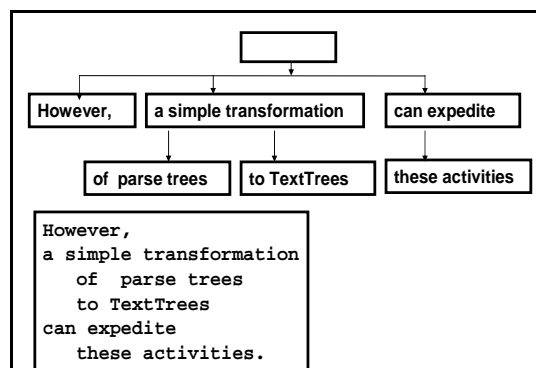 However, a simple transformation can expedite
of parse trees to TextTrees these activities
However,
a simple transformation
of parse trees
to TextTrees
can expedite
these activities.